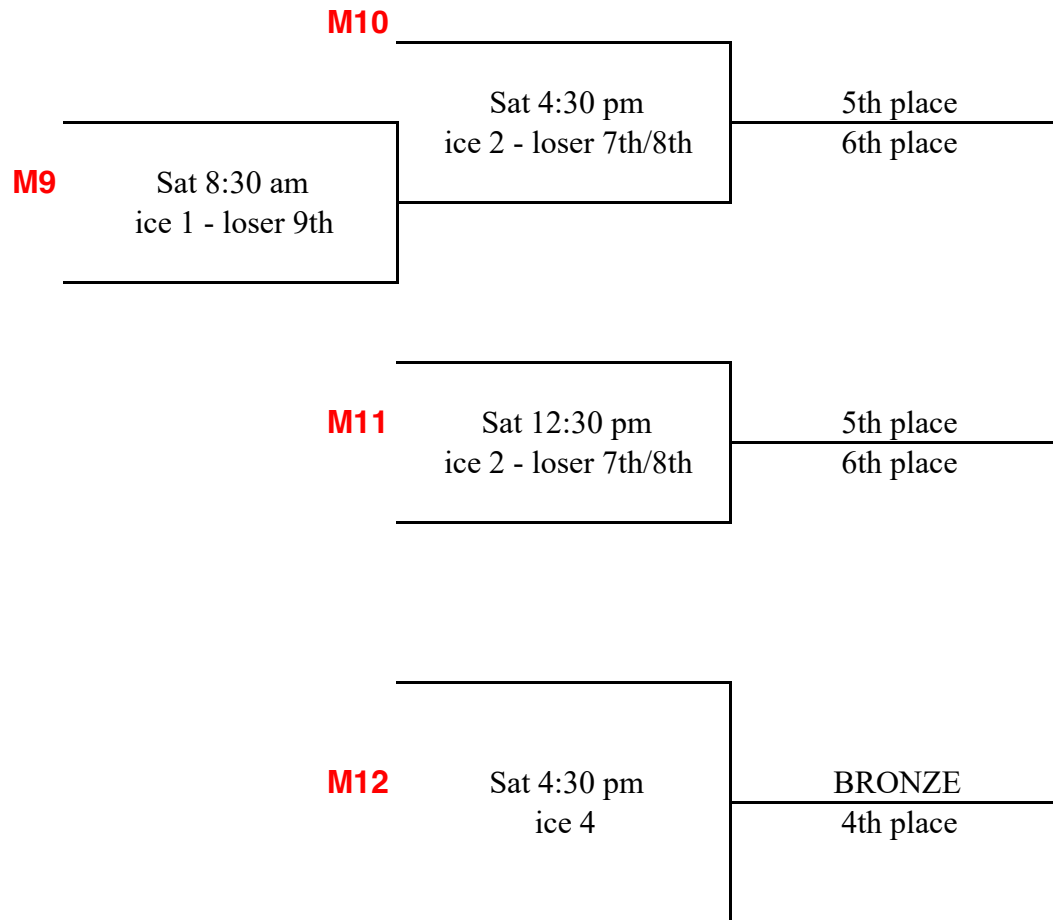 M10
Sat 4:30 pm
ice 2 - loser 7th/8th
5th place
6th place
M9
Sat 8:30 am
ice 1 - loser 9th
M11
Sat 12:30 pm
ice 2 - loser 7th/8th
5th place
6th place
M12
Sat 4:30 pm
ice 4
BRONZE
4th place